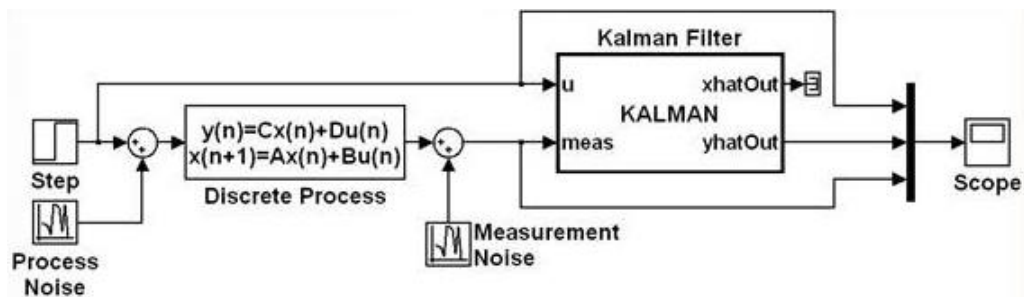 Kalman Filter
u
xhatOut
KALMAN
meas
yhatOut
y(n)=Cx(n)+Du(n)
x(n+1)=Ax(n)+Bu(n)
Discrete Process
Step
Scope
Process
Noise
Measurement
Noise